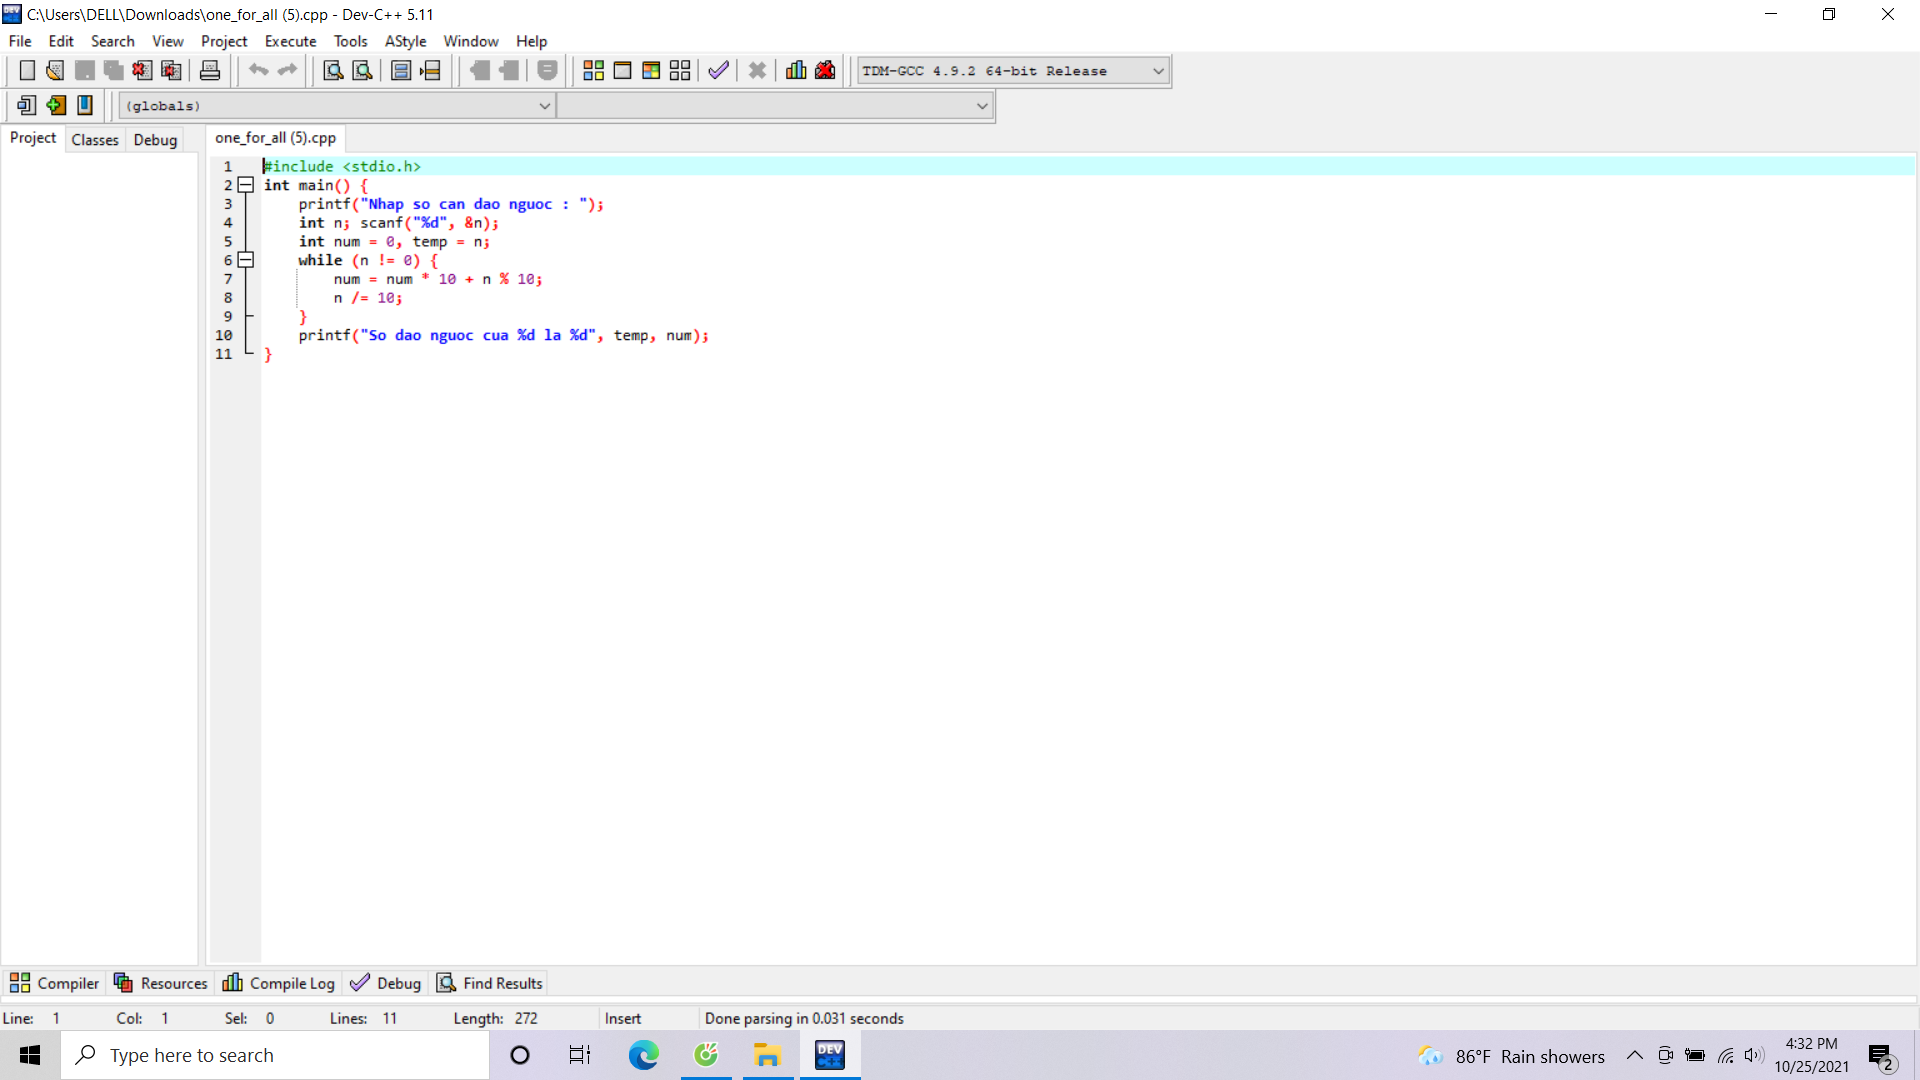 C:\Users\DELL\Downloads\one_for_all (5).cpp - Dev-C++ 5.11
File Edit Search View Project Execute Tools AStyle Window Help
TDM-GCC 4.9.2 64-bit Release
(globals)
Project Classes Debug one_for_all (5).cpp
1 #include <stdio.h>
2 int main() {
3 printf("Nhap so can dao nguoc : ");
4 int n; scanf("%d", &n);
5 int num = 0, temp = n;
6 while (n != 0) {
7 num = num * 10 + n % 10;
8 n /= 10;
9 }
10 printf("So dao nguoc cua %d la %d", temp, num);
11 }
Compiler Resources Compile Log Debug Find Results
Line: 1 Col: 1 Sel: 0 Lines: 11 Length: 272 Insert Done parsing in 0.031 seconds
Type here to search DEV C++ 86°F Rain showers 4:32 PM
10/25/2021 2